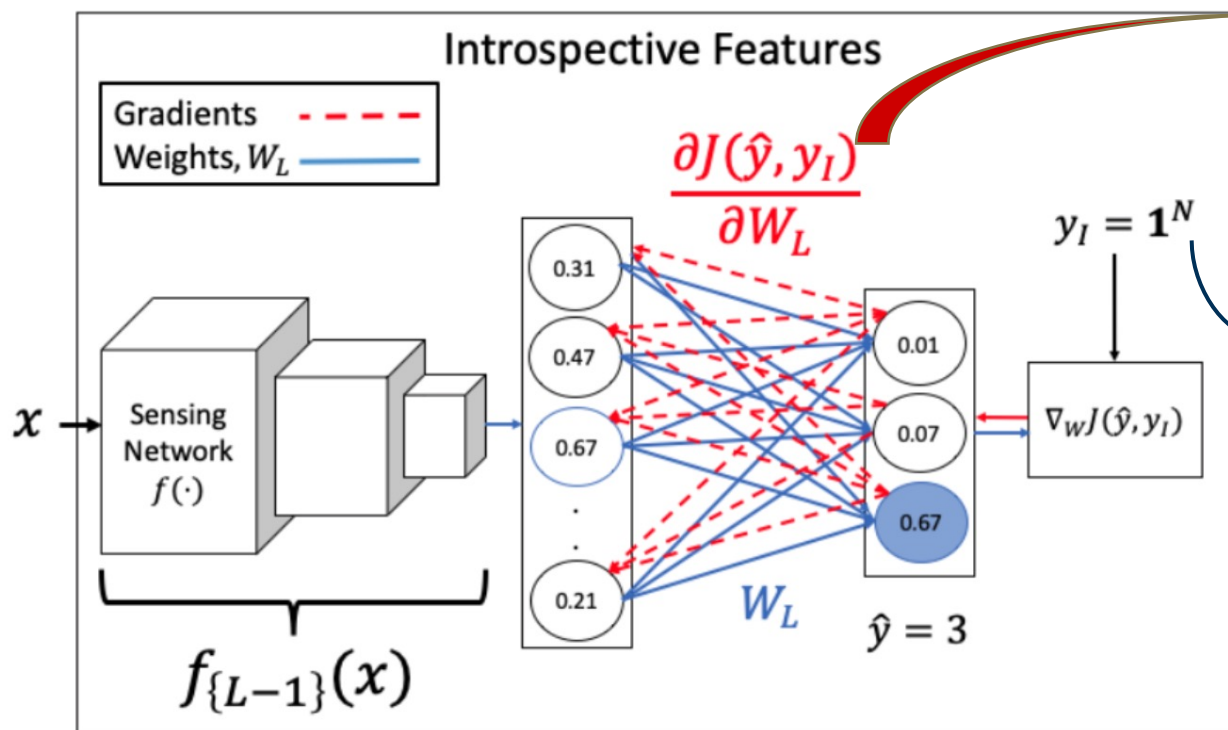 Introspective Features
Gradients
Weights, W_L
∂J(ŷ, y_I)
∂W_L
y_I = 𝟏^N
0.31
0.47
0.67
.
.
0.21
0.01
0.07
0.67
x
Sensing
Network
f(·)
∇_W J(ŷ, y_I)
W_L
ŷ = 3
f_{L−1}(x)